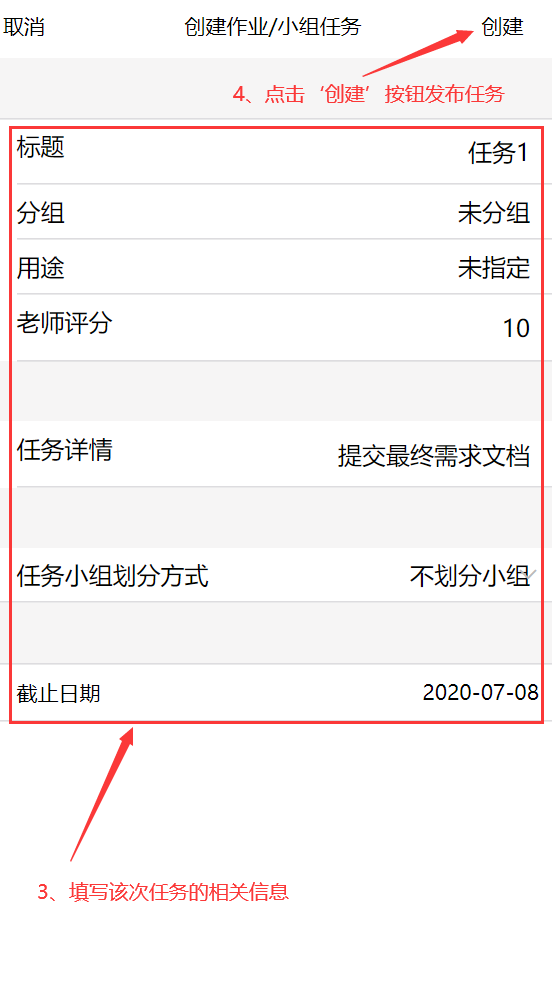 取消 创建作业/小组任务 创建
4、点击‘创建’按钮发布任务
标题 任务1
分组 未分组
用途 未指定
老师评分 10
任务详情 提交最终需求文档
任务小组划分方式 不划分小组
截止日期 2020-07-08
3、填写该次任务的相关信息